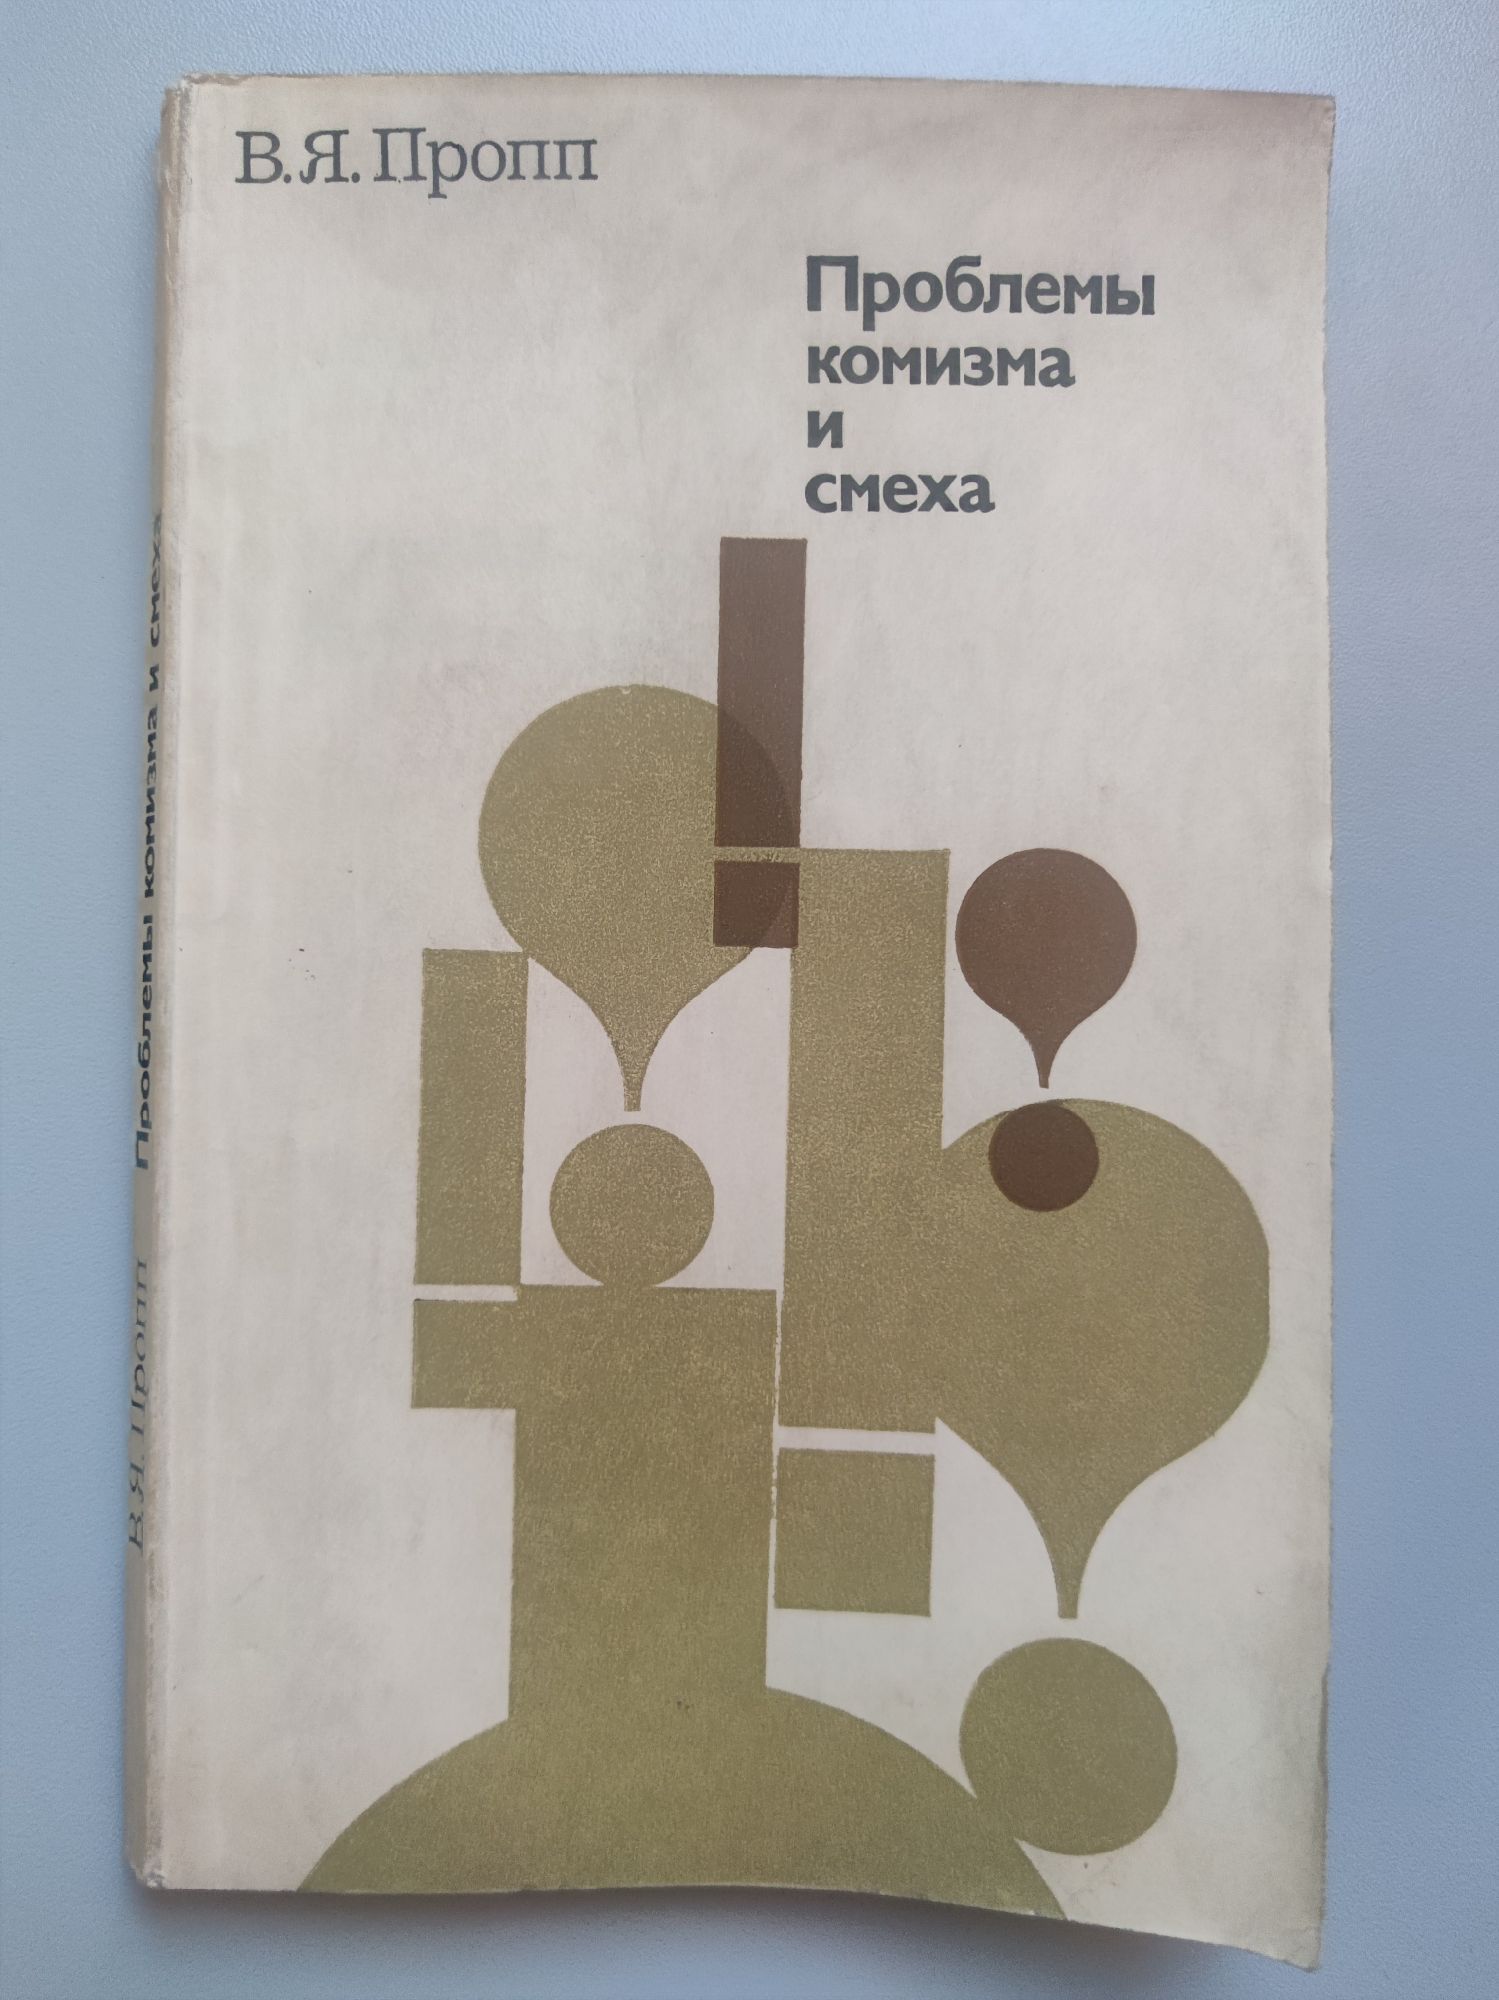 В.Я.Пропп
Проблемы
комизма
и
смеха
В.Я.Пропп Проблемы комизма и смеха